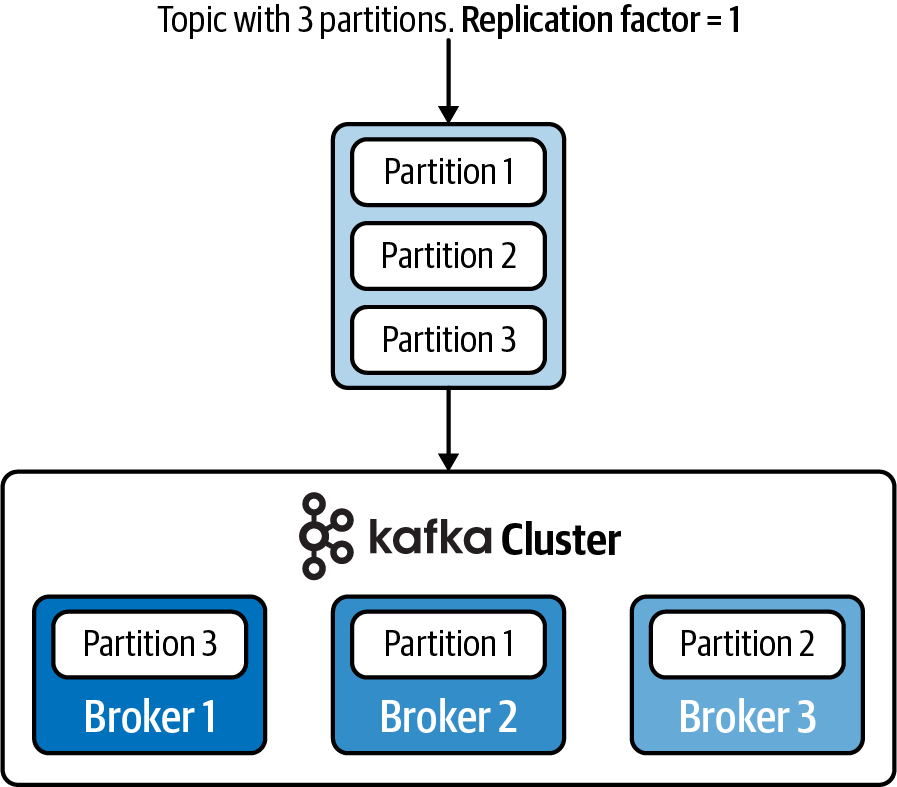 Topic with 3 partitions. Replication factor = 1
Partition 1
Partition 2
Partition 3
kafka Cluster
Partition 3
Broker 1
Partition 1
Broker 2
Partition 2
Broker 3